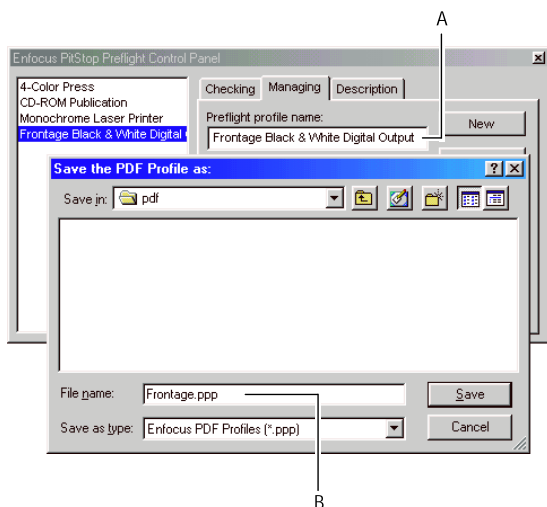 A
Enfocus PitStop Preflight Control Panel
4-Color Press
CD-ROM Publication
Monochrome Laser Printer
Frontage Black & White Digital
Checking Managing Description
Preflight profile name:
Frontage Black & White Digital Output
New
Save the PDF Profile as:
Save in: pdf
File name: Frontage.ppp
Save
Save as type: Enfocus PDF Profiles (*.ppp)
Cancel
B